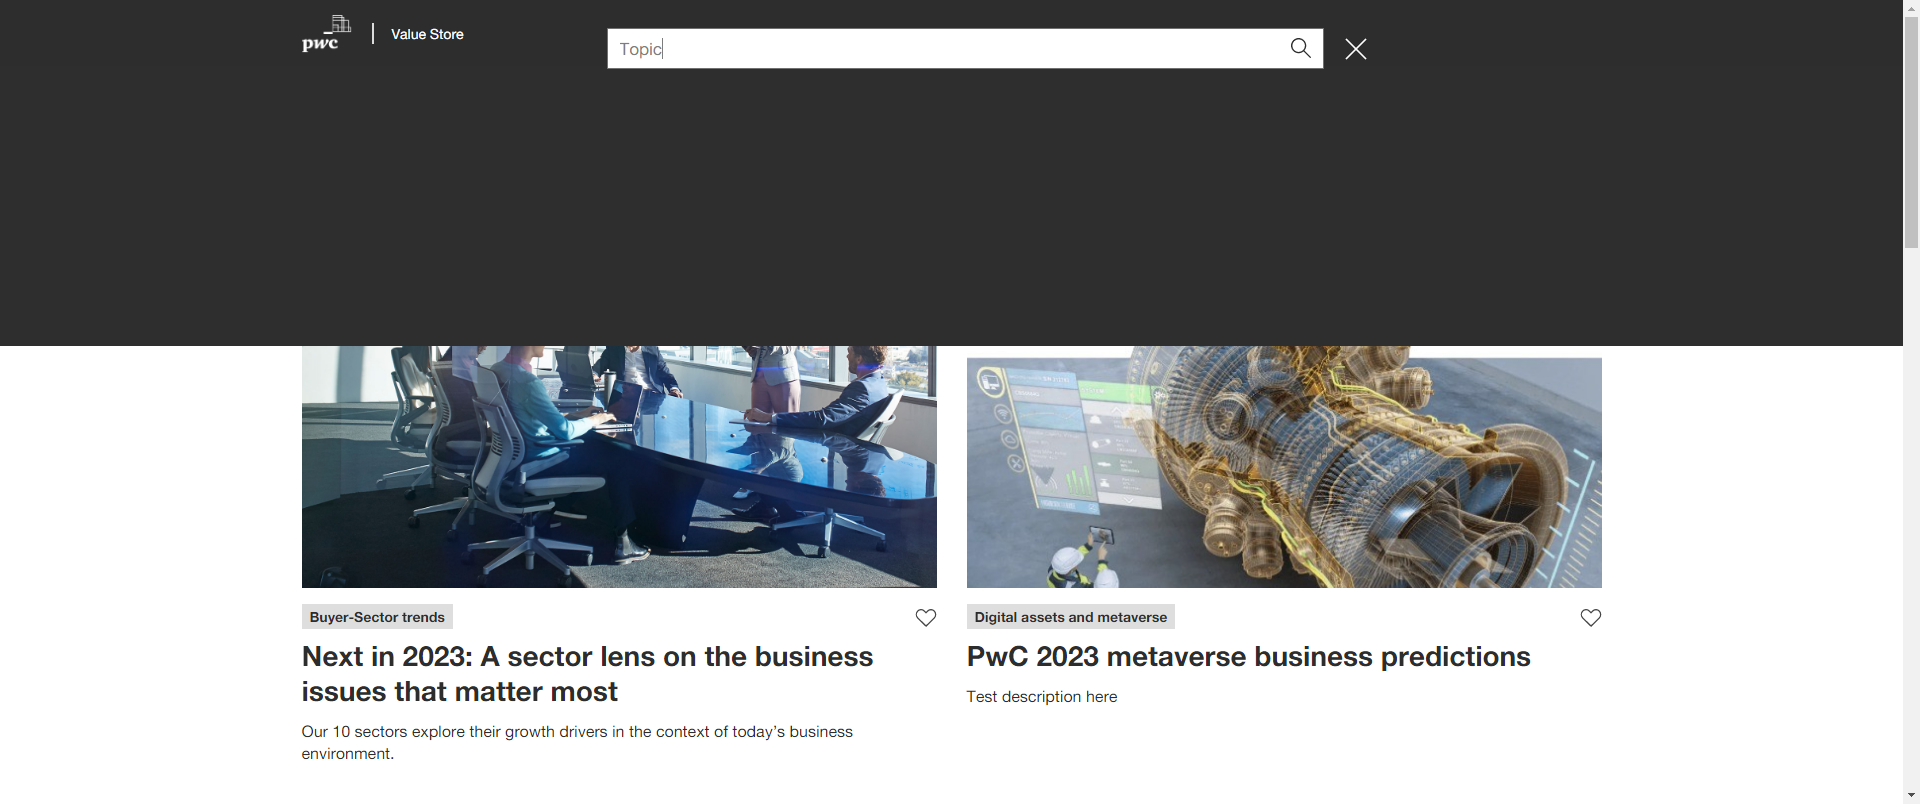 pwc
Value Store
Topic
Buyer-Sector trends
Next in 2023: A sector lens on the business
issues that matter most
Our 10 sectors explore their growth drivers in the context of today’s business
environment.
Digital assets and metaverse
PwC 2023 metaverse business predictions
Test description here